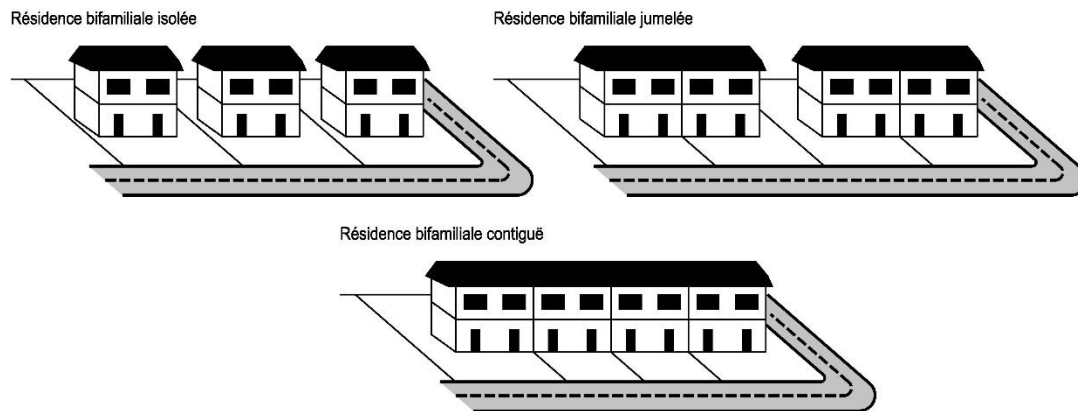 Résidence bifamiliale isolée
Résidence bifamiliale jumelée
Résidence bifamiliale contiguë